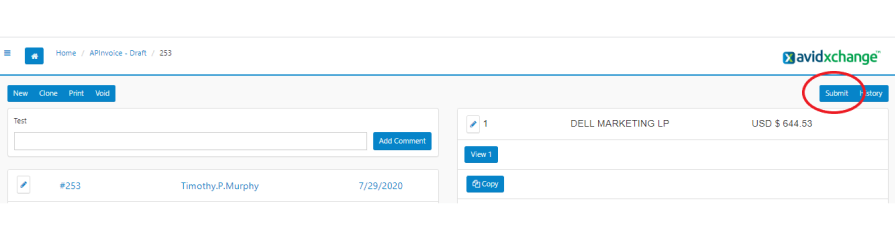 Home / APInvoice - Draft / 253
avidxchange™
New Clone Print Void
Submit History
Test
Add Comment
1 DELL MARKETING LP USD $ 644.53
View 1
#253 Timothy.P.Murphy 7/29/2020
Copy